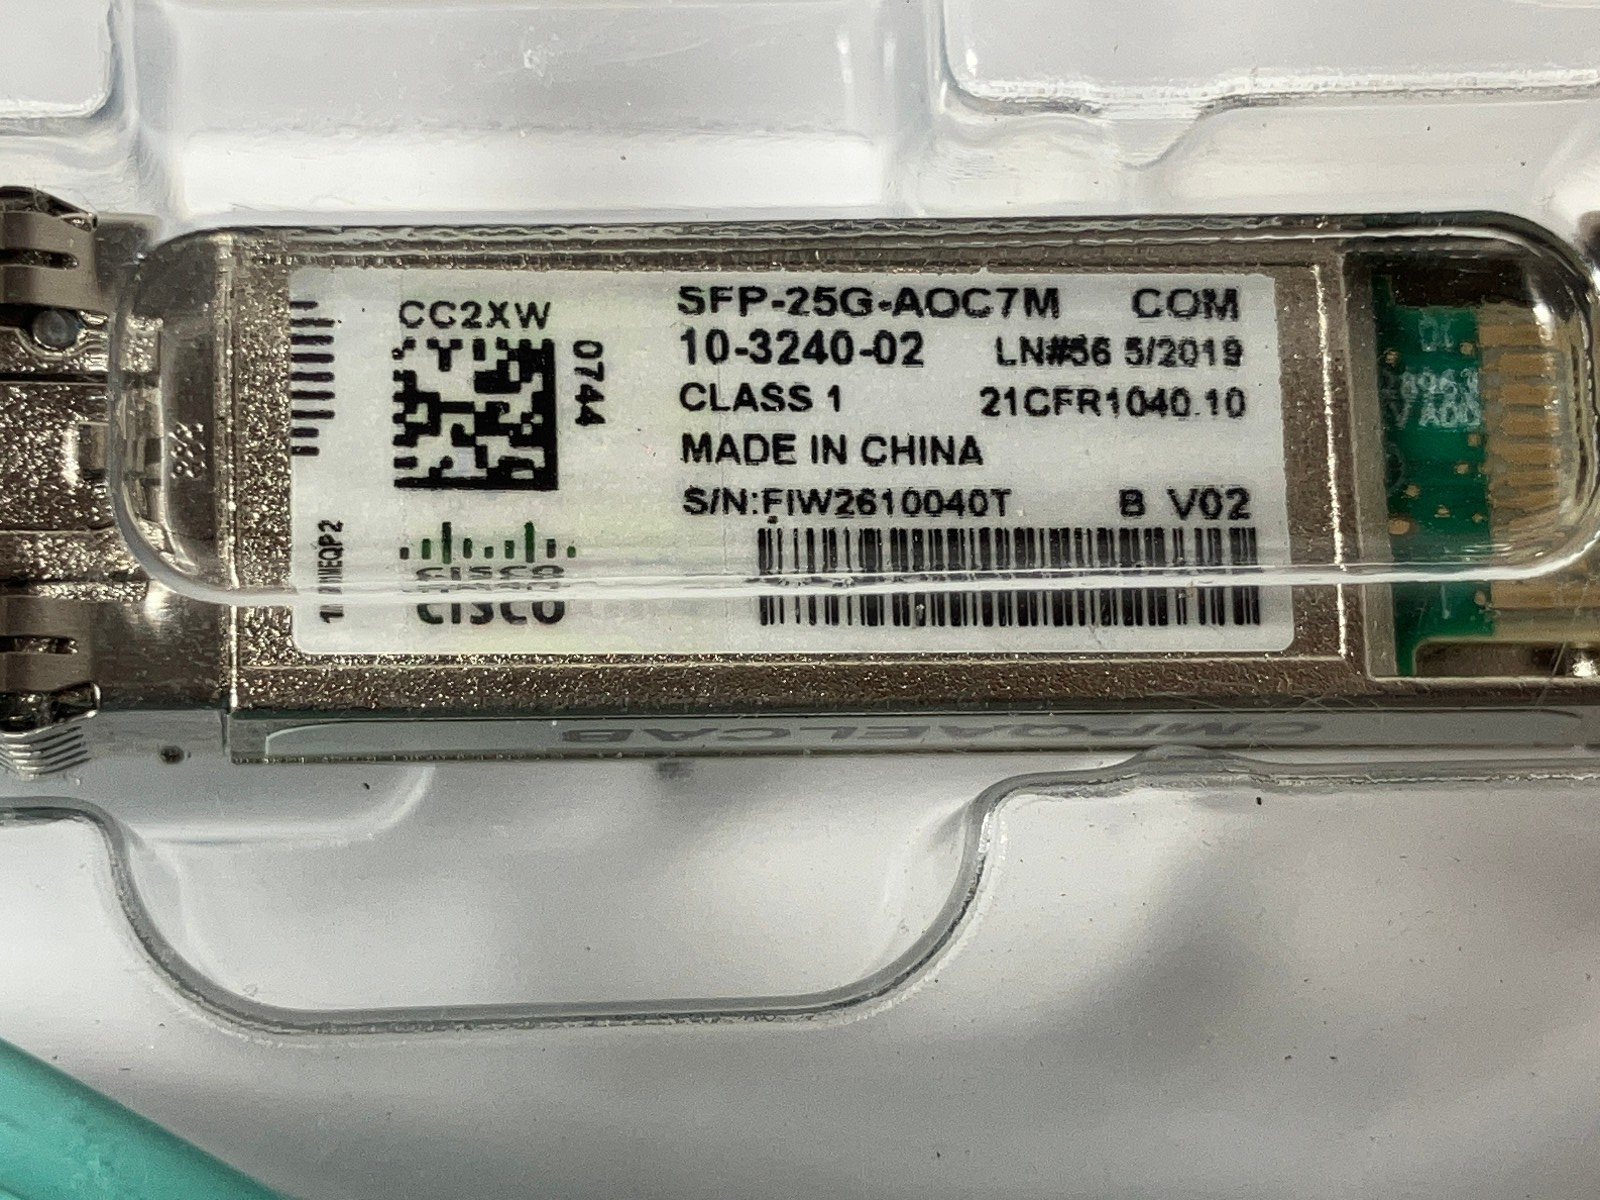 CC2XW
0744
CISCO
SFP-25G-AOC7M COM
10-3240-02 LN#56 5/2019
CLASS 1 21CFR1040.10
MADE IN CHINA
S/N:FIW2610040T B V02
CMPQAELCAB